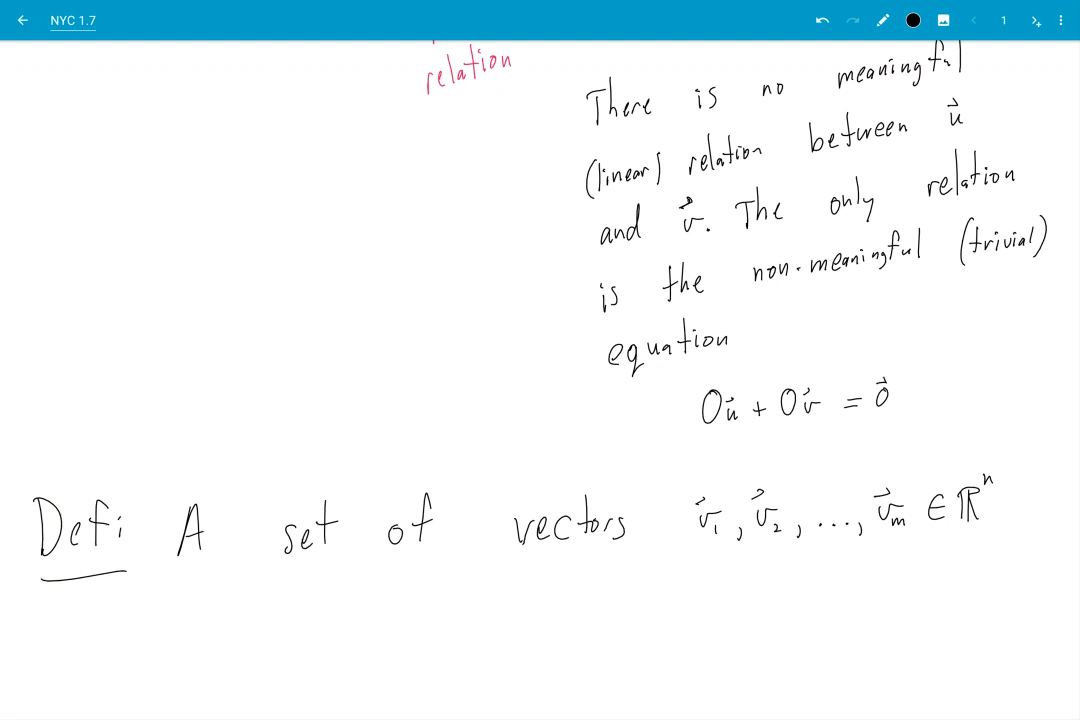 NYC 1.7
1
relation
There is no meaningful
(linear) relation between u⃗
and v⃗. The only relation
is the non-meaningful (trivial)
equation
0u⃗ + 0v⃗ = 0⃗
Def: A set of vectors v⃗₁, v⃗₂, ..., v⃗ₘ ∈ ℝⁿ